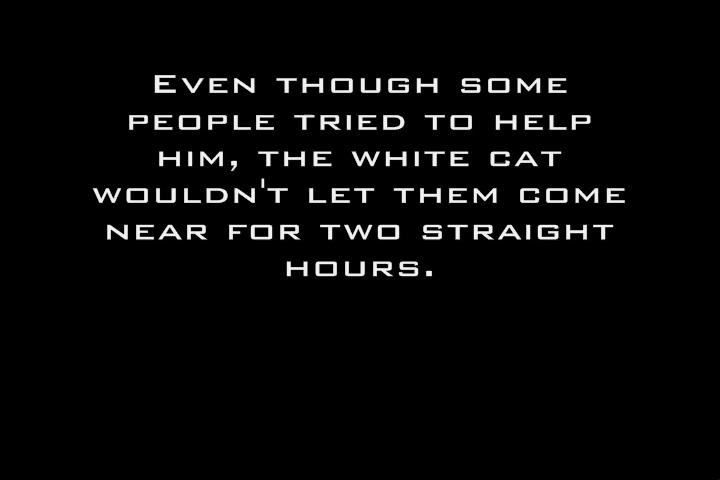 Even though some
people tried to help
him, the white cat
wouldn't let them come
near for two straight
hours.